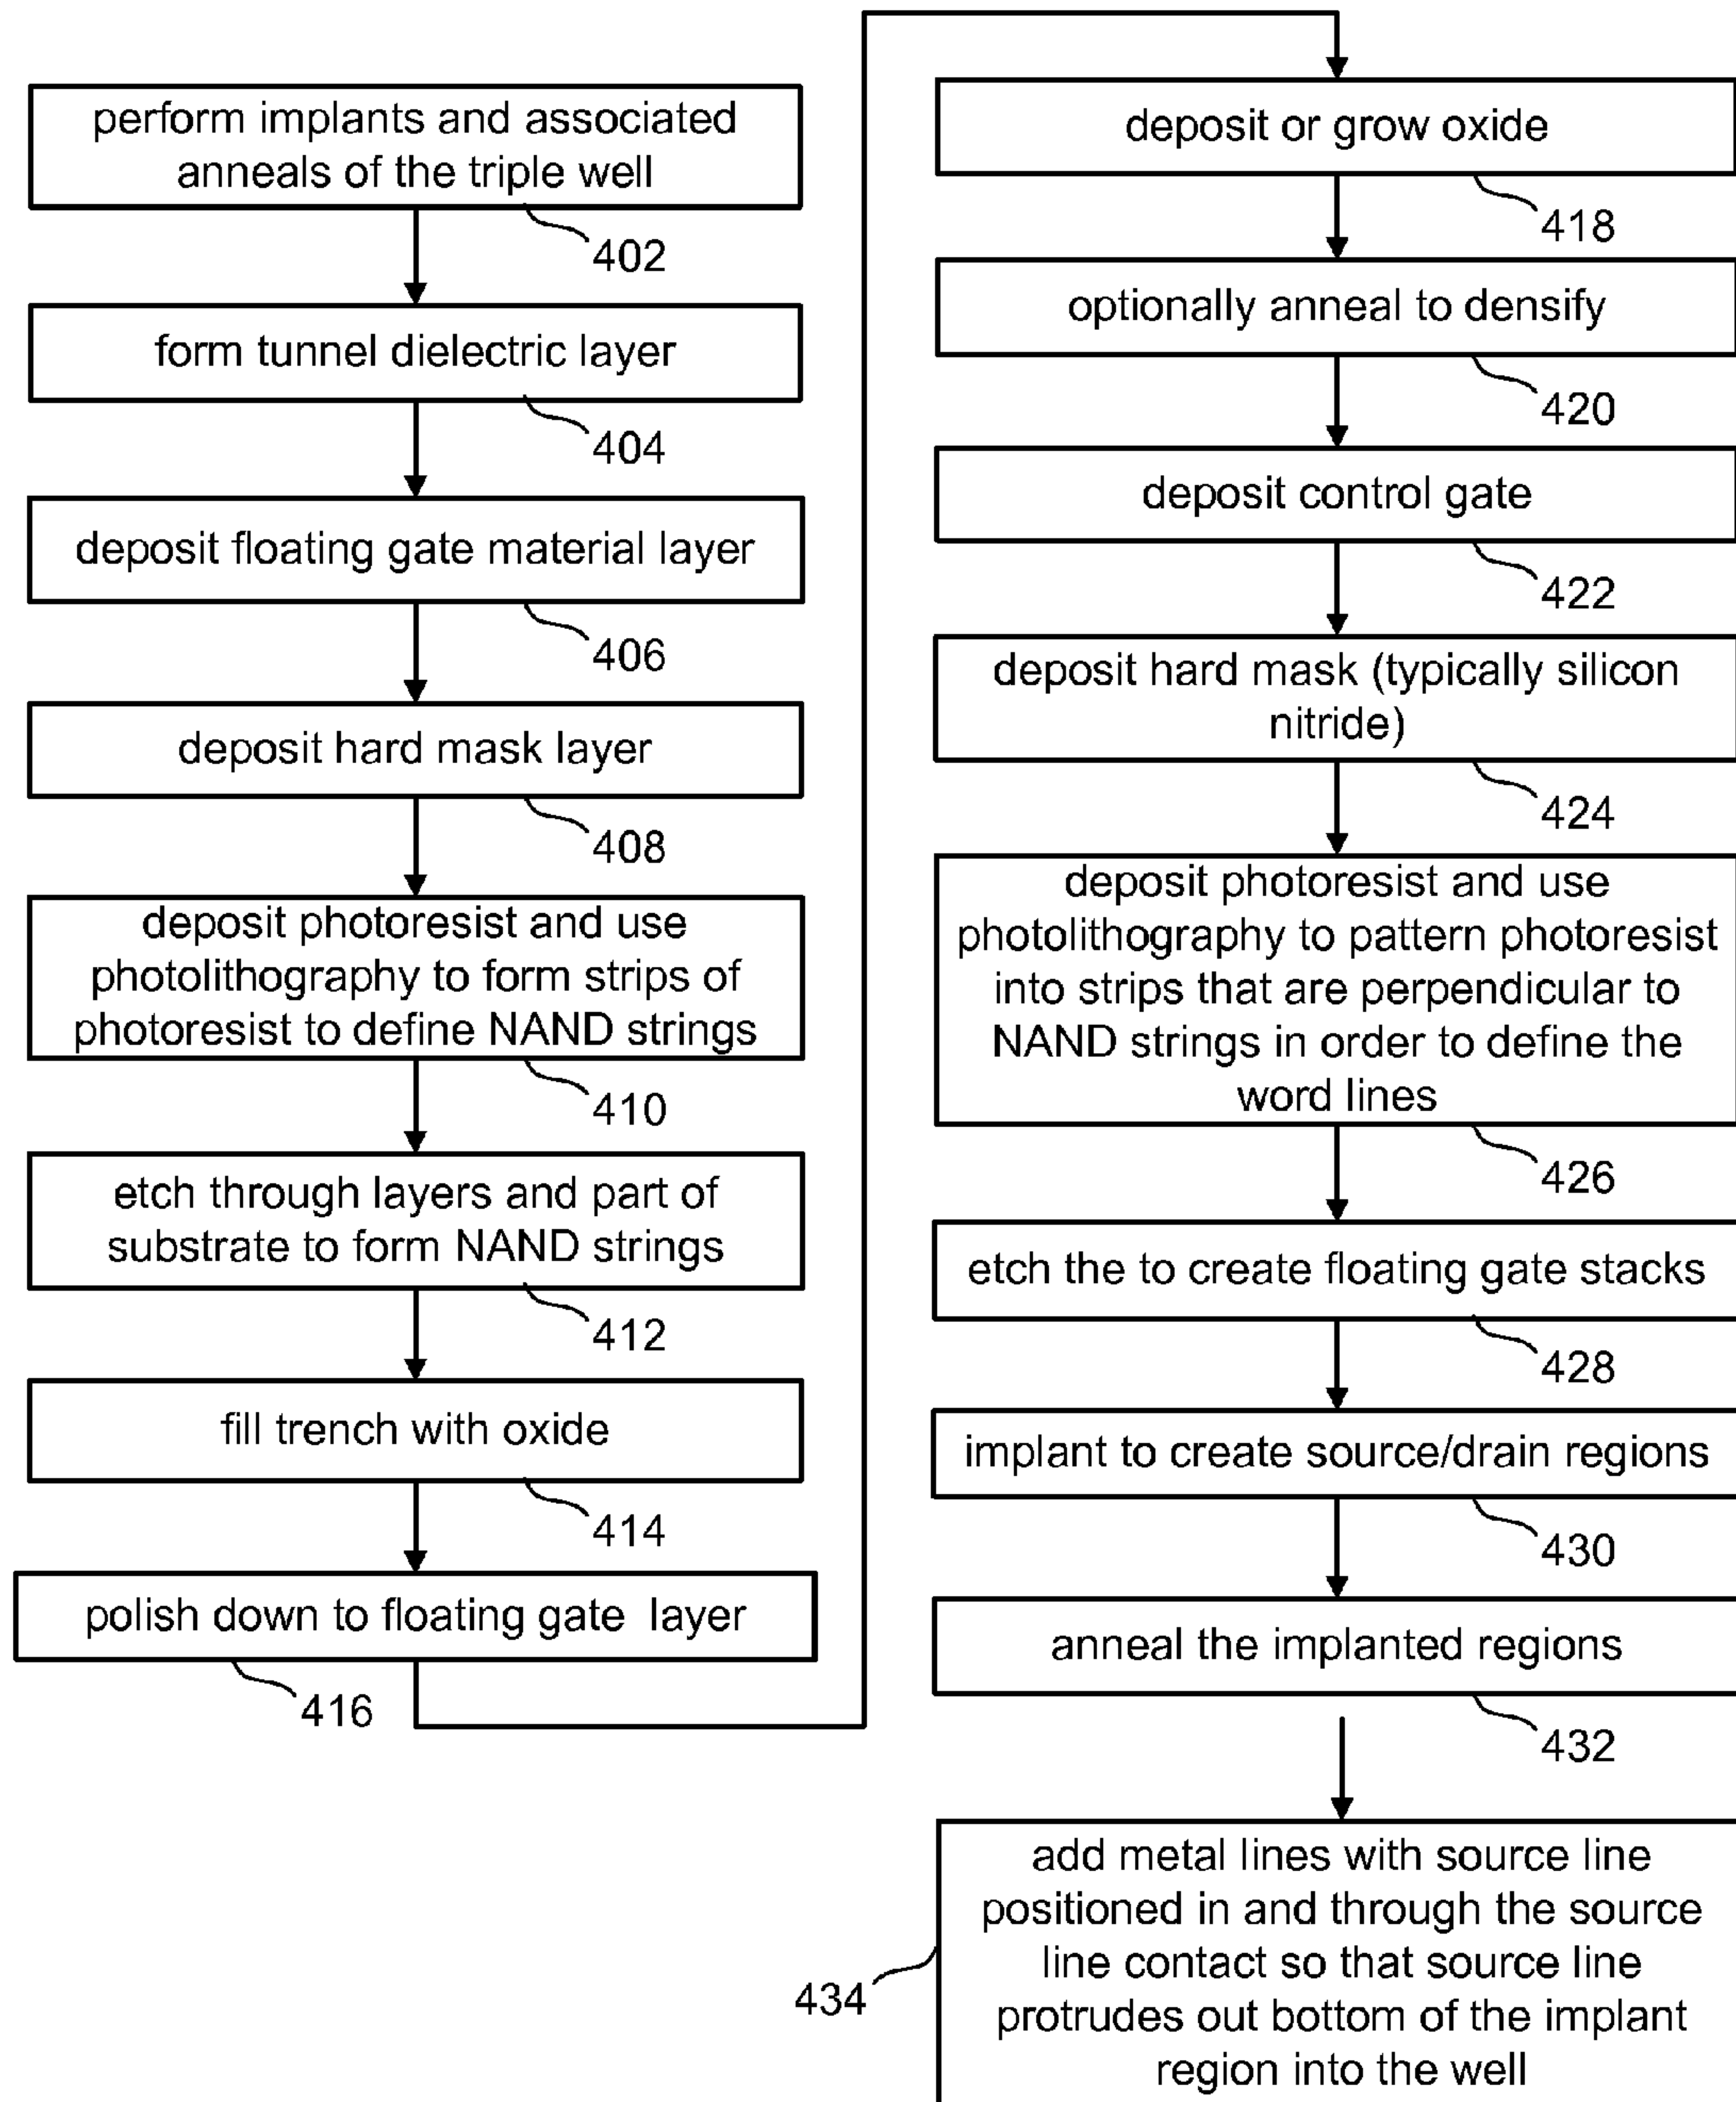 perform implants and associated
anneals of the triple well
402
form tunnel dielectric layer
404
deposit floating gate material layer
406
deposit hard mask layer
408
deposit photoresist and use
photolithography to form strips of
photoresist to define NAND strings
410
etch through layers and part of
substrate to form NAND strings
412
fill trench with oxide
414
polish down to floating gate layer
416
deposit or grow oxide
418
optionally anneal to densify
420
deposit control gate
422
deposit hard mask (typically silicon
nitride)
424
deposit photoresist and use
photolithography to pattern photoresist
into strips that are perpendicular to
NAND strings in order to define the
word lines
426
etch the to create floating gate stacks
428
implant to create source/drain regions
430
anneal the implanted regions
432
add metal lines with source line
positioned in and through the source
line contact so that source line
protrudes out bottom of the implant
region into the well
434